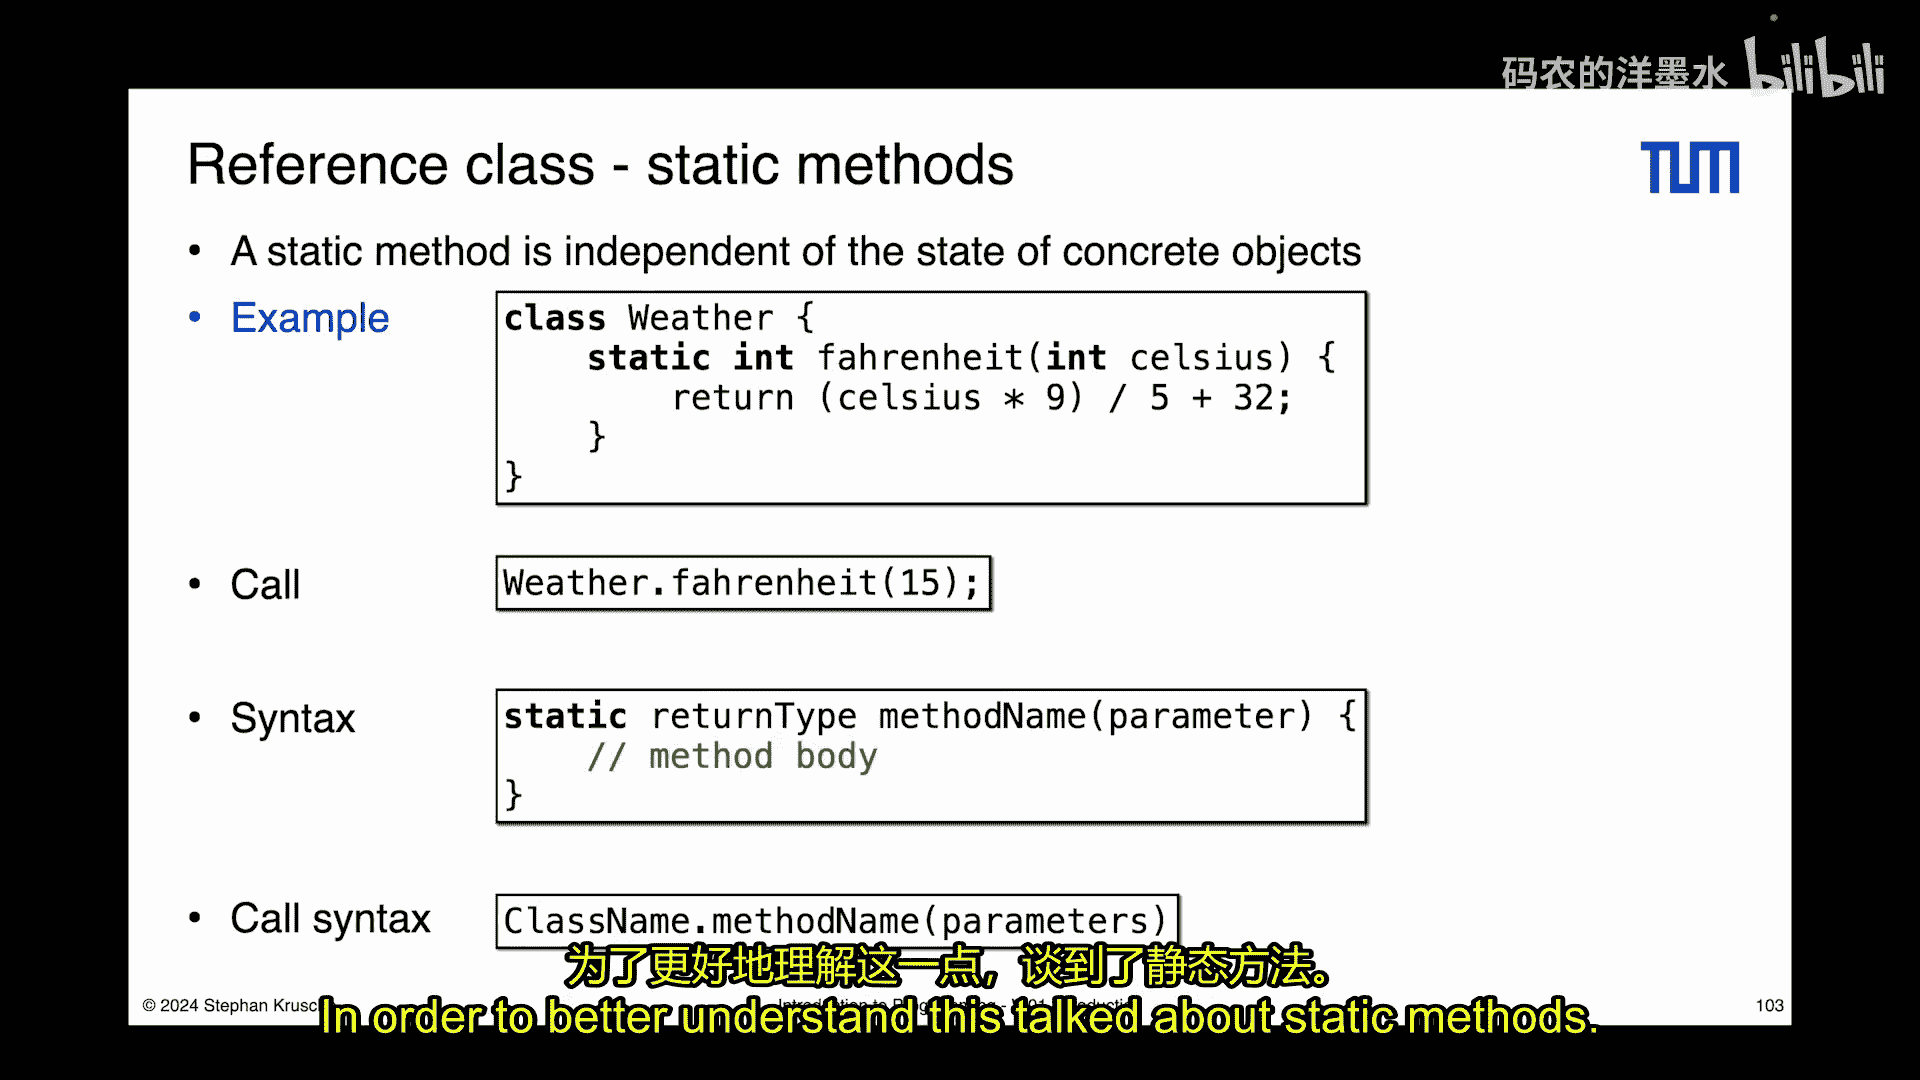 码农的洋墨水 bilibili
Reference class - static methods
TUM
• A static method is independent of the state of concrete objects
• Example
class Weather {
static int fahrenheit(int celsius) {
return (celsius * 9) / 5 + 32;
}
}
• Call
Weather.fahrenheit(15);
• Syntax
static returnType methodName(parameter) {
// method body
}
• Call syntax
ClassName.methodName(parameters)
为了更好地理解这一点，谈到了静态方法。
© 2024 Stephan
103
In order to better understand this talked about static methods.